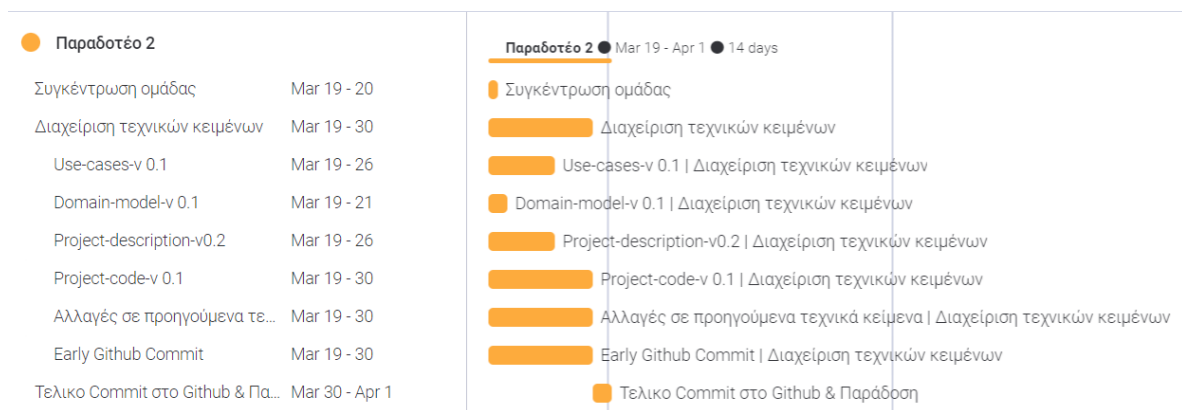 Παραδοτέο 2
Παραδοτέο 2 ● Mar 19 - Apr 1 ● 14 days
Συγκέντρωση ομάδας Mar 19 - 20 Συγκέντρωση ομάδας
Διαχείριση τεχνικών κειμένων Mar 19 - 30 Διαχείριση τεχνικών κειμένων
Use-cases-v 0.1 Mar 19 - 26 Use-cases-v 0.1 | Διαχείριση τεχνικών κειμένων
Domain-model-v 0.1 Mar 19 - 21 Domain-model-v 0.1 | Διαχείριση τεχνικών κειμένων
Project-description-v0.2 Mar 19 - 26 Project-description-v0.2 | Διαχείριση τεχνικών κειμένων
Project-code-v 0.1 Mar 19 - 30 Project-code-v 0.1 | Διαχείριση τεχνικών κειμένων
Αλλαγές σε προηγούμενα τε... Mar 19 - 30 Αλλαγές σε προηγούμενα τεχνικά κείμενα | Διαχείριση τεχνικών κειμένων
Early Github Commit Mar 19 - 30 Early Github Commit | Διαχείριση τεχνικών κειμένων
Τελικο Commit στο Github & Πα... Mar 30 - Apr 1 Τελικο Commit στο Github & Παράδοση